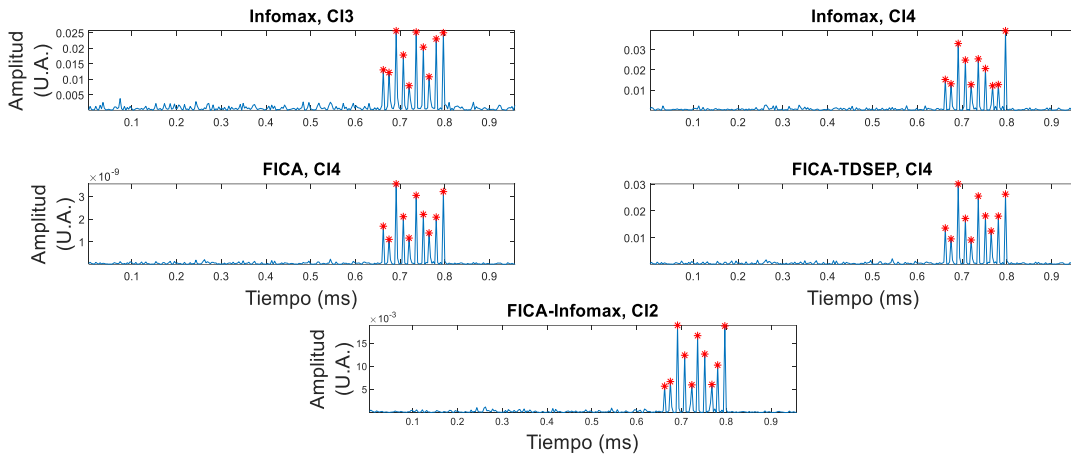 Infomax, CI3
Amplitud
(U.A.)
0.025
0.02
0.015
0.01
0.005
0.1 0.2 0.3 0.4 0.5 0.6 0.7 0.8 0.9
Infomax, CI4
0.03
0.02
0.01
0.1 0.2 0.3 0.4 0.5 0.6 0.7 0.8 0.9
FICA, CI4
×10^-9
Amplitud
(U.A.)
3
2
1
0.1 0.2 0.3 0.4 0.5 0.6 0.7 0.8 0.9
Tiempo (ms)
FICA-TDSEP, CI4
0.03
0.02
0.01
0.1 0.2 0.3 0.4 0.5 0.6 0.7 0.8 0.9
Tiempo (ms)
FICA-Infomax, CI2
×10^-3
Amplitud
(U.A.)
15
10
5
0.1 0.2 0.3 0.4 0.5 0.6 0.7 0.8 0.9
Tiempo (ms)